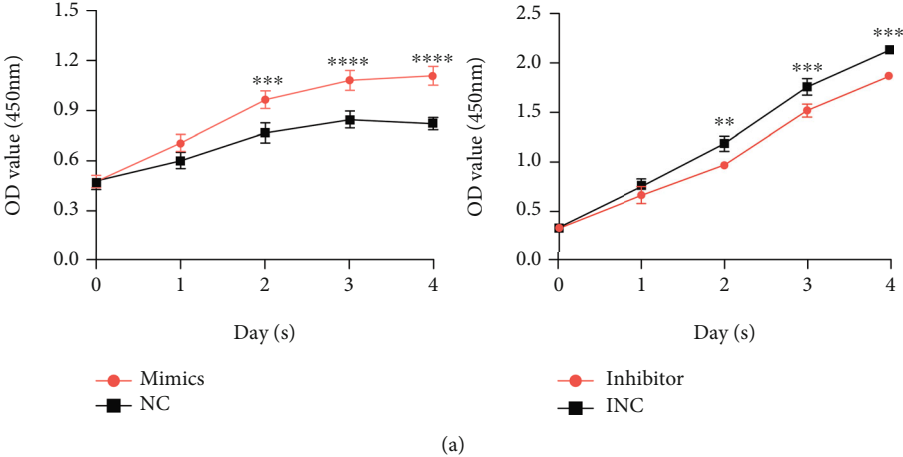 1.5
1.2
0.9
0.6
0.3
0.0
OD value (450nm)
***
****
****
0 1 2 3 4
Day (s)
Mimics
NC
2.5
2.0
1.5
1.0
0.5
0.0
OD value (450nm)
**
***
***
0 1 2 3 4
Day (s)
Inhibitor
INC
(a)